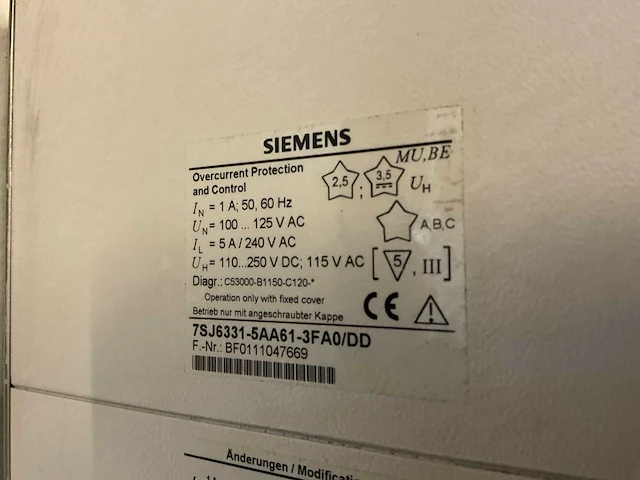 SIEMENS
Overcurrent Protection
and Control
2,5 ; 3,5 MU,BE
UH
IN = 1 A; 50, 60 Hz
UN = 100 ... 125 V AC
A,B,C
IL = 5 A / 240 V AC
UH = 110...250 V DC; 115 V AC [5, III]
Diagr.: C53000-B1150-C120-*
Operation only with fixed cover
Betrieb nur mit angeschraubter Kappe
CE
7SJ6331-5AA61-3FA0/DD
F.-Nr.: BF0111047669
Änderungen / Modificatio